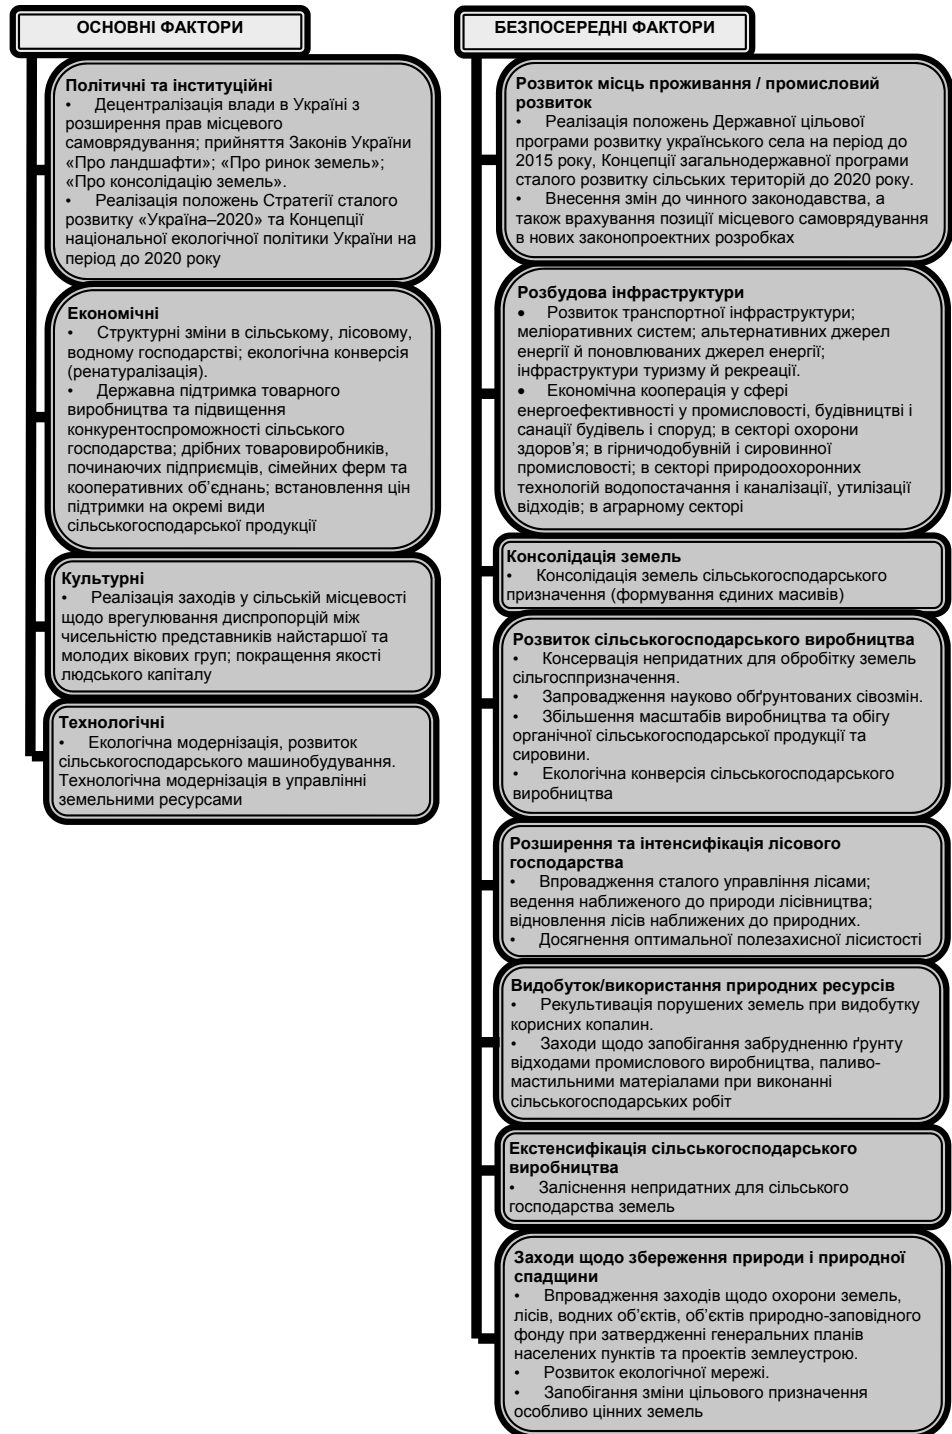 ОСНОВНІ ФАКТОРИ
Політичні та інституційні
• Децентралізація влади в Україні з
розширення прав місцевого
самоврядування; прийняття Законів України
«Про ландшафти»; «Про ринок земель»;
«Про консолідацію земель».
• Реалізація положень Стратегії сталого
розвитку «Україна–2020» та Концепції
національної екологічної політики України на
період до 2020 року
Економічні
• Структурні зміни в сільському, лісовому,
водному господарстві; екологічна конверсія
(ренатуралізація).
• Державна підтримка товарного
виробництва та підвищення
конкурентоспроможності сільського
господарства; дрібних товаровиробників,
починаючих підприємців, сімейних ферм та
кооперативних об’єднань; встановлення цін
підтримки на окремі види
сільськогосподарської продукції
Культурні
• Реалізація заходів у сільській місцевості
щодо врегулювання диспропорцій між
чисельністю представників найстаршої та
молодих вікових груп; покращення якості
людського капіталу
Технологічні
• Екологічна модернізація, розвиток
сільськогосподарського машинобудування.
Технологічна модернізація в управлінні
земельними ресурсами
БЕЗПОСЕРЕДНІ ФАКТОРИ
Розвиток місць проживання / промисловий
розвиток
• Реалізація положень Державної цільової
програми розвитку українського села на період до
2015 року, Концепції загальнодержавної програми
сталого розвитку сільських територій до 2020 року.
• Внесення змін до чинного законодавства, а
також врахування позиції місцевого самоврядування
в нових законопроектних розробках
Розбудова інфраструктури
• Розвиток транспортної інфраструктури;
меліоративних систем; альтернативних джерел
енергії й поновлюваних джерел енергії;
інфраструктури туризму й рекреації.
• Економічна кооперація у сфері
енергоефективності у промисловості, будівництві і
санації будівель і споруд; в секторі охорони
здоров’я; в гірничодобувній і сировинної
промисловості; в секторі природоохоронних
технологій водопостачання і каналізації, утилізації
відходів; в аграрному секторі
Консолідація земель
• Консолідація земель сільськогосподарського
призначення (формування єдиних масивів)
Розвиток сільськогосподарського виробництва
• Консервація непридатних для обробітку земель
сільгосппризначення.
• Запровадження науково обґрунтованих сівозмін.
• Збільшення масштабів виробництва та обігу
органічної сільськогосподарської продукції та
сировини.
• Екологічна конверсія сільськогосподарського
виробництва
Розширення та інтенсифікація лісового
господарства
• Впровадження сталого управління лісами;
ведення наближеного до природи лісівництва;
відновлення лісів наближених до природних.
• Досягнення оптимальної полезахисної лісистості
Видобуток/використання природних ресурсів
• Рекультивація порушених земель при видобутку
корисних копалин.
• Заходи щодо запобігання забрудненню ґрунту
відходами промислового виробництва, паливо-
мастильними матеріалами при виконанні
сільськогосподарських робіт
Екстенсифікація сільськогосподарського
виробництва
• Заліснення непридатних для сільського
господарства земель
Заходи щодо збереження природи і природної
спадщини
• Впровадження заходів щодо охорони земель,
лісів, водних об’єктів, об’єктів природно-заповідного
фонду при затвердженні генеральних планів
населених пунктів та проектів землеустрою.
• Розвиток екологічної мережі.
• Запобігання зміни цільового призначення
особливо цінних земель